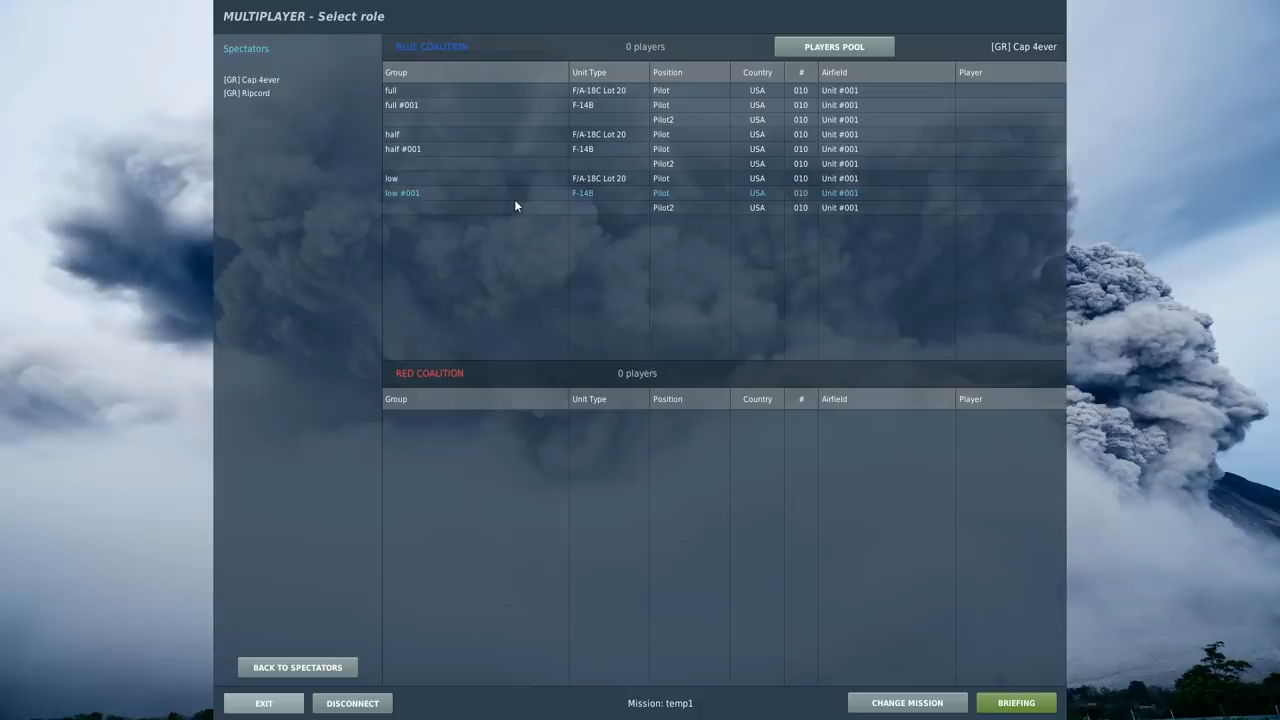 MULTIPLAYER - Select role
Spectators
[GR] Cap 4ever
[GR] Ripcord
BLUE COALITION 0 players PLAYERS POOL [GR] Cap 4ever
Group Unit Type Position Country # Airfield Player
full F/A-18C Lot 20 Pilot USA 010 Unit #001
full #001 F-14B Pilot USA 010 Unit #001
Pilot2 USA 010 Unit #001
half F/A-18C Lot 20 Pilot USA 010 Unit #001
half #001 F-14B Pilot USA 010 Unit #001
Pilot2 USA 010 Unit #001
low F/A-18C Lot 20 Pilot USA 010 Unit #001
low #001 F-14B Pilot USA 010 Unit #001
Pilot2 USA 010 Unit #001
RED COALITION 0 players
Group Unit Type Position Country # Airfield Player
BACK TO SPECTATORS
EXIT DISCONNECT Mission: temp1 CHANGE MISSION BRIEFING